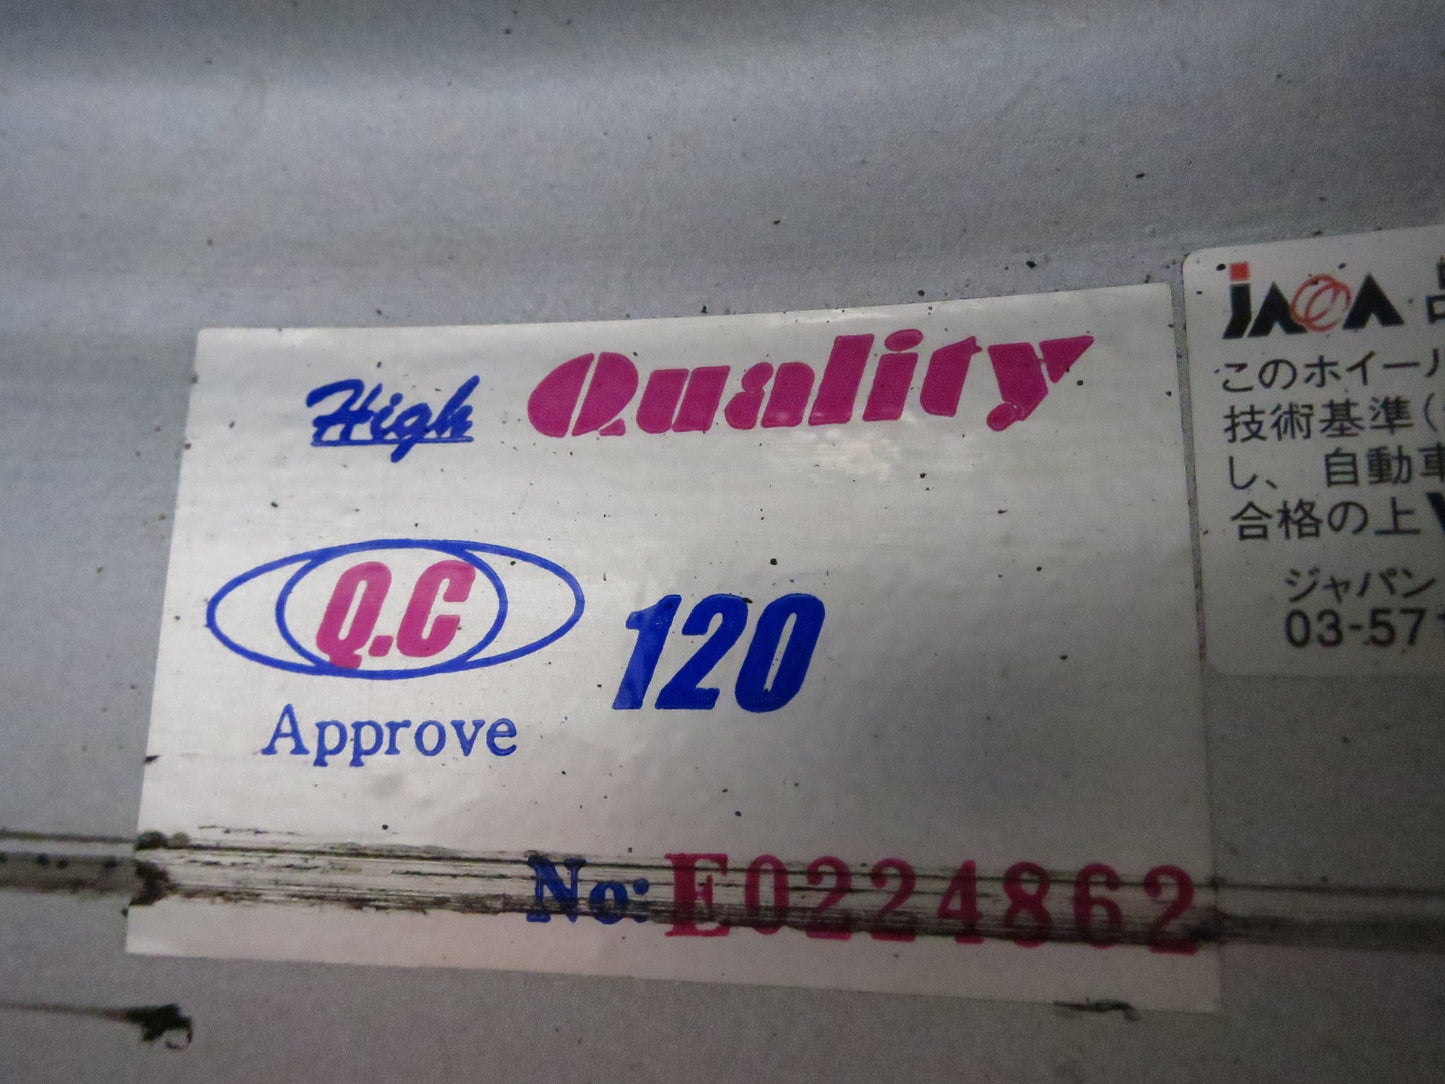 High Quality
Q.C
Approve
120
No: E0224862
JAWA
このホイール
技術基準(
し、自動車
合格の上
ジャパン
03-57